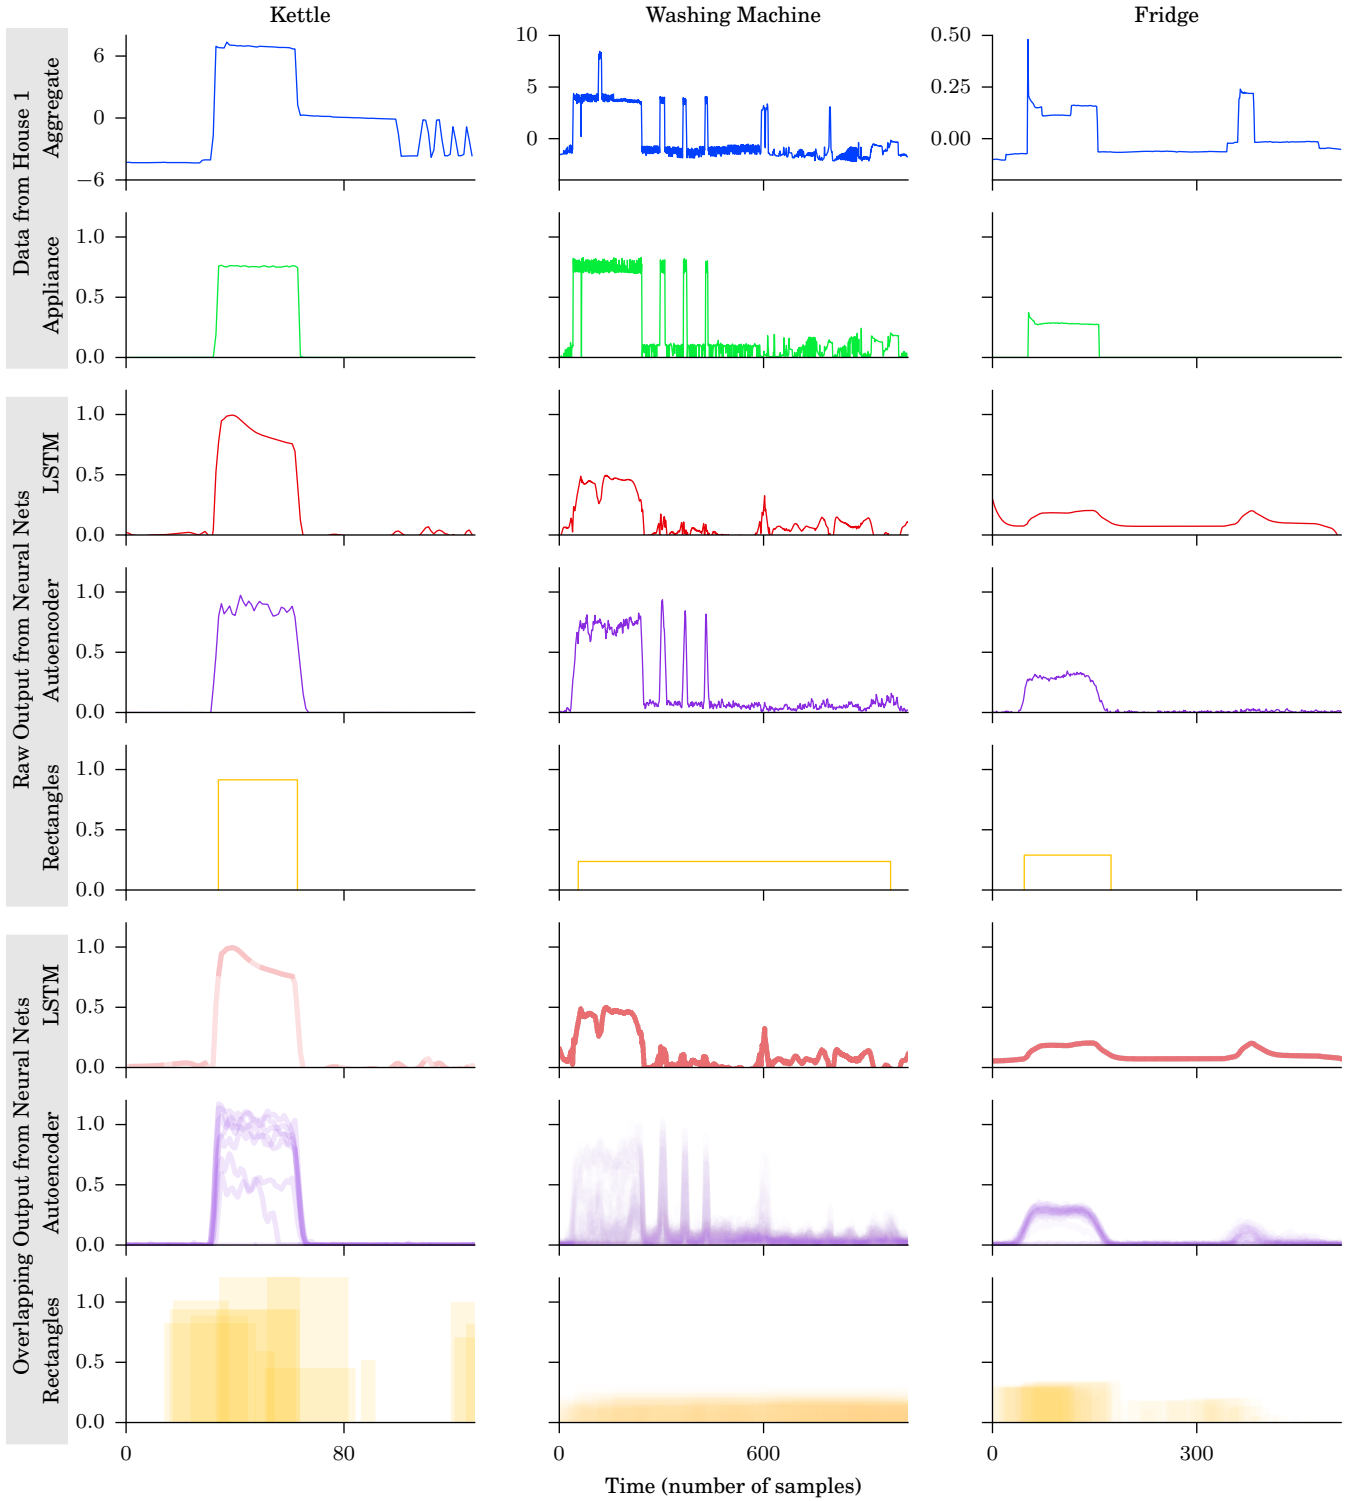 Kettle
Washing Machine
Fridge
Data from House 1
Aggregate
6
0
−6
10
5
0
0.50
0.25
0.00
Appliance
1.0
0.5
0.0
Raw Output from Neural Nets
LSTM
1.0
0.5
0.0
Autoencoder
1.0
0.5
0.0
Rectangles
1.0
0.5
0.0
Overlapping Output from Neural Nets
LSTM
1.0
0.5
0.0
Autoencoder
1.0
0.5
0.0
Rectangles
1.0
0.5
0.0
0
80
0
600
0
300
Time (number of samples)